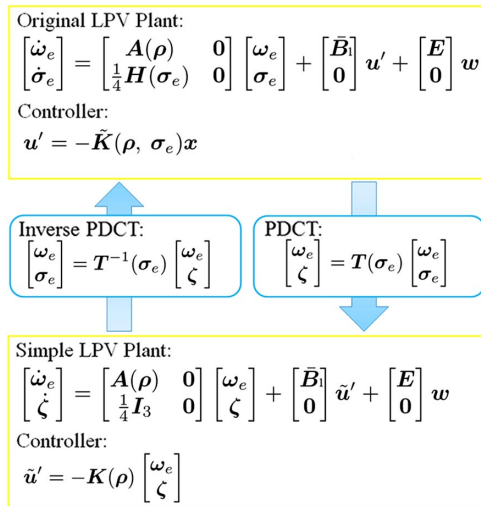 Original LPV Plant:
[ω̇ₑ; σ̇ₑ] = [A(ρ) 0; ¼H(σₑ) 0] [ωₑ; σₑ] + [B̄₁; 0] u′ + [E; 0] w
Controller:
u′ = −K̃(ρ, σₑ)x
Inverse PDCT:
[ωₑ; σₑ] = T⁻¹(σₑ) [ωₑ; ζ]
PDCT:
[ωₑ; ζ] = T(σₑ) [ωₑ; σₑ]
Simple LPV Plant:
[ω̇ₑ; ζ̇] = [A(ρ) 0; ¼I₃ 0] [ωₑ; ζ] + [B̄₁; 0] ũ′ + [E; 0] w
Controller:
ũ′ = −K(ρ) [ωₑ; ζ]